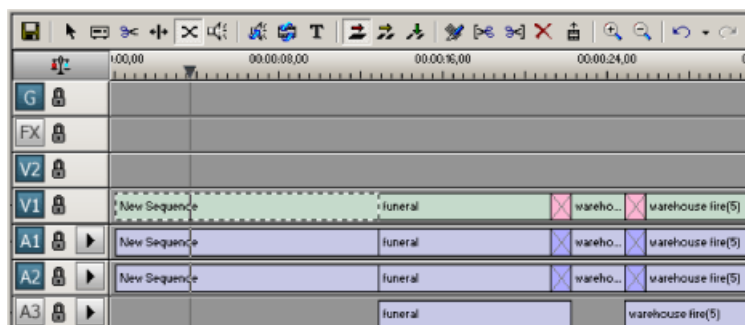 T
:00,00 00:00:08,00 00:00:16,00 00:00:24,00
G
FX
V2
V1 New Sequence funeral wareho... warehouse fire(5)
A1 New Sequence funeral wareho... warehouse fire(5)
A2 New Sequence funeral wareho... warehouse fire(5)
A3 funeral warehouse fire(5)